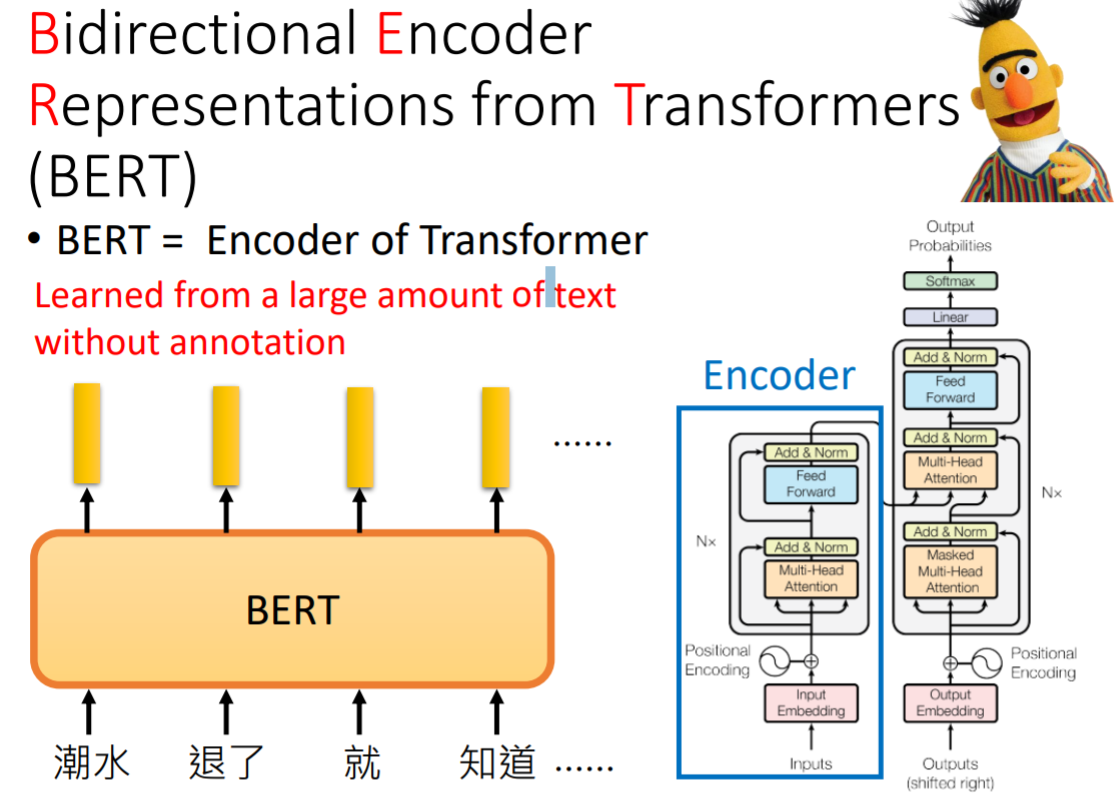 Bidirectional Encoder
Representations from Transformers
(BERT)
• BERT = Encoder of Transformer
Learned from a large amount of text
without annotation
......
BERT
潮水 退了 就 知道 ......
Encoder
Output
Probabilities
Softmax
Linear
Add & Norm
Feed
Forward
Add & Norm
Multi-Head
Attention
Nx
Add & Norm
Masked
Multi-Head
Attention
Positional
Encoding
Output
Embedding
Outputs
(shifted right)
Add & Norm
Feed
Forward
Nx
Add & Norm
Multi-Head
Attention
Positional
Encoding
Input
Embedding
Inputs